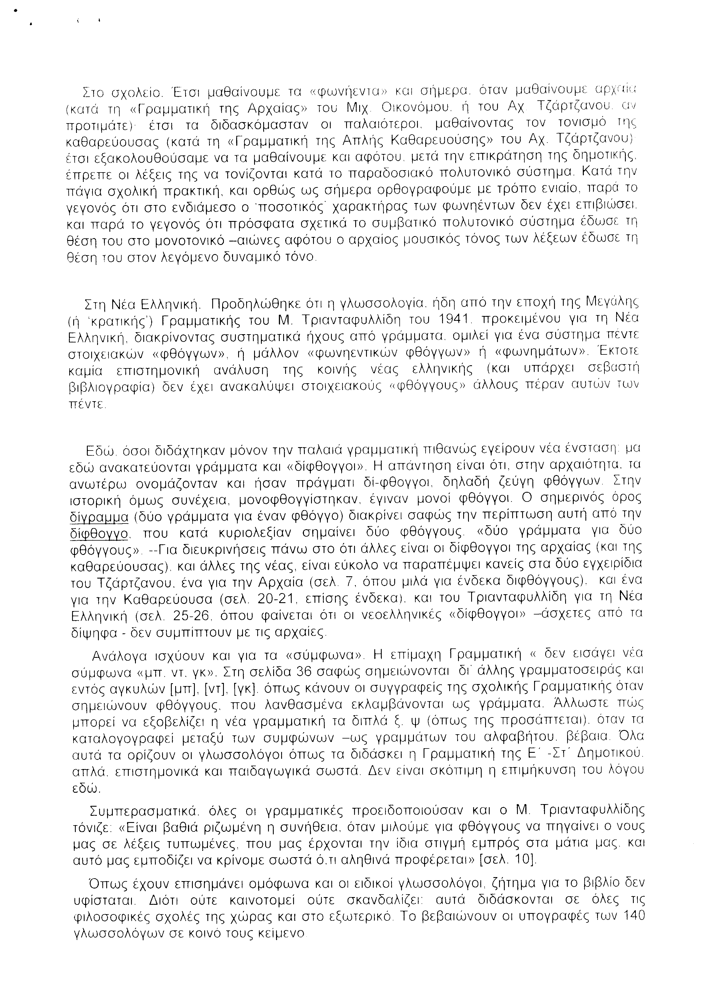 Στο σχολείο. Έτσι μαθαίνουμε τα «φωνήεντα» και σήμερα, όταν μαθαίνουμε αρχαία
(κατά τη «Γραμματική της Αρχαίας» του Μιχ. Οικονόμου, ή του Αχ. Τζάρτζανου, αν
προτιμάτε)· έτσι τα διδασκόμασταν οι παλαιότεροι, μαθαίνοντας τον τονισμό της
καθαρεύουσας (κατά τη «Γραμματική της Απλής Καθαρευούσης» του Αχ. Τζάρτζανου)·
έτσι εξακολουθούσαμε να τα μαθαίνουμε και αφότου, μετά την επικράτηση της δημοτικής,
έπρεπε οι λέξεις της να τονίζονται κατά το παραδοσιακό πολυτονικό σύστημα. Κατά την
πάγια σχολική πρακτική, και ορθώς ως σήμερα ορθογραφούμε με τρόπο ενιαίο, παρά το
γεγονός ότι στο ενδιάμεσο ο 'ποσοτικός' χαρακτήρας των φωνηέντων δεν έχει επιβιώσει,
και παρά το γεγονός ότι πρόσφατα σχετικά το συμβατικό πολυτονικό σύστημα έδωσε τη
θέση του στο μονοτονικό –αιώνες αφότου ο αρχαίος μουσικός τόνος των λέξεων έδωσε τη
θέση του στον λεγόμενο δυναμικό τόνο.
Στη Νέα Ελληνική. Προδηλώθηκε ότι η γλωσσολογία, ήδη από την εποχή της Μεγάλης
(ή 'κρατικής') Γραμματικής του Μ. Τριανταφυλλίδη του 1941, προκειμένου για τη Νέα
Ελληνική, διακρίνοντας συστηματικά ήχους από γράμματα, ομιλεί για ένα σύστημα πέντε
στοιχειακών «φθόγγων», ή μάλλον «φωνηεντικών φθόγγων» ή «φωνημάτων». Έκτοτε
καμία επιστημονική ανάλυση της κοινής νέας ελληνικής (και υπάρχει σεβαστή
βιβλιογραφία) δεν έχει ανακαλύψει στοιχειακούς «φθόγγους» άλλους πέραν αυτών των
πέντε.
Εδώ, όσοι διδάχτηκαν μόνον την παλαιά γραμματική πιθανώς εγείρουν νέα ένσταση: μα
εδώ ανακατεύονται γράμματα και «δίφθογγοι». Η απάντηση είναι ότι, στην αρχαιότητα, τα
ανωτέρω ονομάζονταν και ήσαν πράγματι δί-φθογγοι, δηλαδή ζεύγη φθόγγων. Στην
ιστορική όμως συνέχεια, μονοφθογγίστηκαν, έγιναν μονοί φθόγγοι. Ο σημερινός όρος
δίγραμμα (δύο γράμματα για έναν φθόγγο) διακρίνει σαφώς την περίπτωση αυτή από την
δίφθογγο, που κατά κυριολεξίαν σημαίνει δύο φθόγγους, «δύο γράμματα για δύο
φθόγγους». --Για διευκρινήσεις πάνω στο ότι άλλες είναι οι δίφθογγοι της αρχαίας (και της
καθαρεύουσας), και άλλες της νέας, είναι εύκολο να παραπέμψει κανείς στα δύο εγχειρίδια
του Τζάρτζανου, ένα για την Αρχαία (σελ. 7, όπου μιλά για ένδεκα διφθόγγους), και ένα
για την Καθαρεύουσα (σελ. 20-21, επίσης ένδεκα), και του Τριανταφυλλίδη για τη Νέα
Ελληνική (σελ. 25-26, όπου φαίνεται ότι οι νεοελληνικές «δίφθογγοι» –άσχετες από τα
δίψηφα - δεν συμπίπτουν με τις αρχαίες.
Ανάλογα ισχύουν και για τα «σύμφωνα». Η επίμαχη Γραμματική « δεν εισάγει νέα
σύμφωνα «μπ, ντ, γκ». Στη σελίδα 36 σαφώς σημειώνονται δι' άλλης γραμματοσειράς και
εντός αγκυλών [μπ], [ντ], [γκ], όπως κάνουν οι συγγραφείς της σχολικής Γραμματικής όταν
σημειώνουν φθόγγους, που λανθασμένα εκλαμβάνονται ως γράμματα. Άλλωστε πώς
μπορεί να εξοβελίζει η νέα γραμματική τα διπλά ξ, ψ (όπως της προσάπτεται), όταν τα
καταλογογραφεί μεταξύ των συμφώνων –ως γραμμάτων του αλφαβήτου, βέβαια. Όλα
αυτά τα ορίζουν οι γλωσσολόγοι όπως τα διδάσκει η Γραμματική της Ε΄ -Στ΄ Δημοτικού,
απλά, επιστημονικά και παιδαγωγικά σωστά. Δεν είναι σκόπιμη η επιμήκυνση του λόγου
εδώ.
Συμπερασματικά, όλες οι γραμματικές προειδοποιούσαν και ο Μ. Τριανταφυλλίδης
τόνιζε: «Είναι βαθιά ριζωμένη η συνήθεια, όταν μιλούμε για φθόγγους να πηγαίνει ο νους
μας σε λέξεις τυπωμένες, που μας έρχονται την ίδια στιγμή εμπρός στα μάτια μας, και
αυτό μας εμποδίζει να κρίνομε σωστά ό,τι αληθινά προφέρεται» [σελ. 10].
Όπως έχουν επισημάνει ομόφωνα και οι ειδικοί γλωσσολόγοι, ζήτημα για το βιβλίο δεν
υφίσταται. Διότι ούτε καινοτομεί ούτε σκανδαλίζει: αυτά διδάσκονται σε όλες τις
φιλοσοφικές σχολές της χώρας και στο εξωτερικό. Το βεβαιώνουν οι υπογραφές των 140
γλωσσολόγων σε κοινό τους κείμενο.